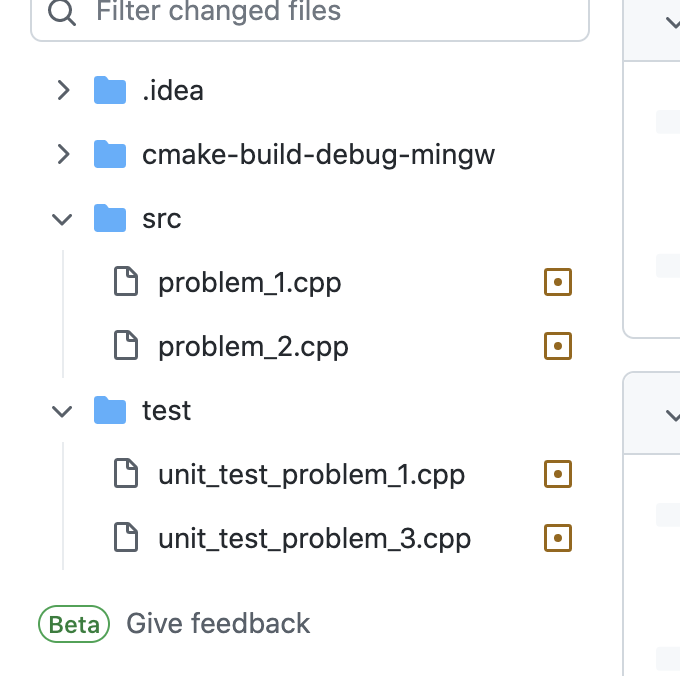 Filter changed files
.idea
cmake-build-debug-mingw
src
problem_1.cpp
problem_2.cpp
test
unit_test_problem_1.cpp
unit_test_problem_3.cpp
Beta Give feedback